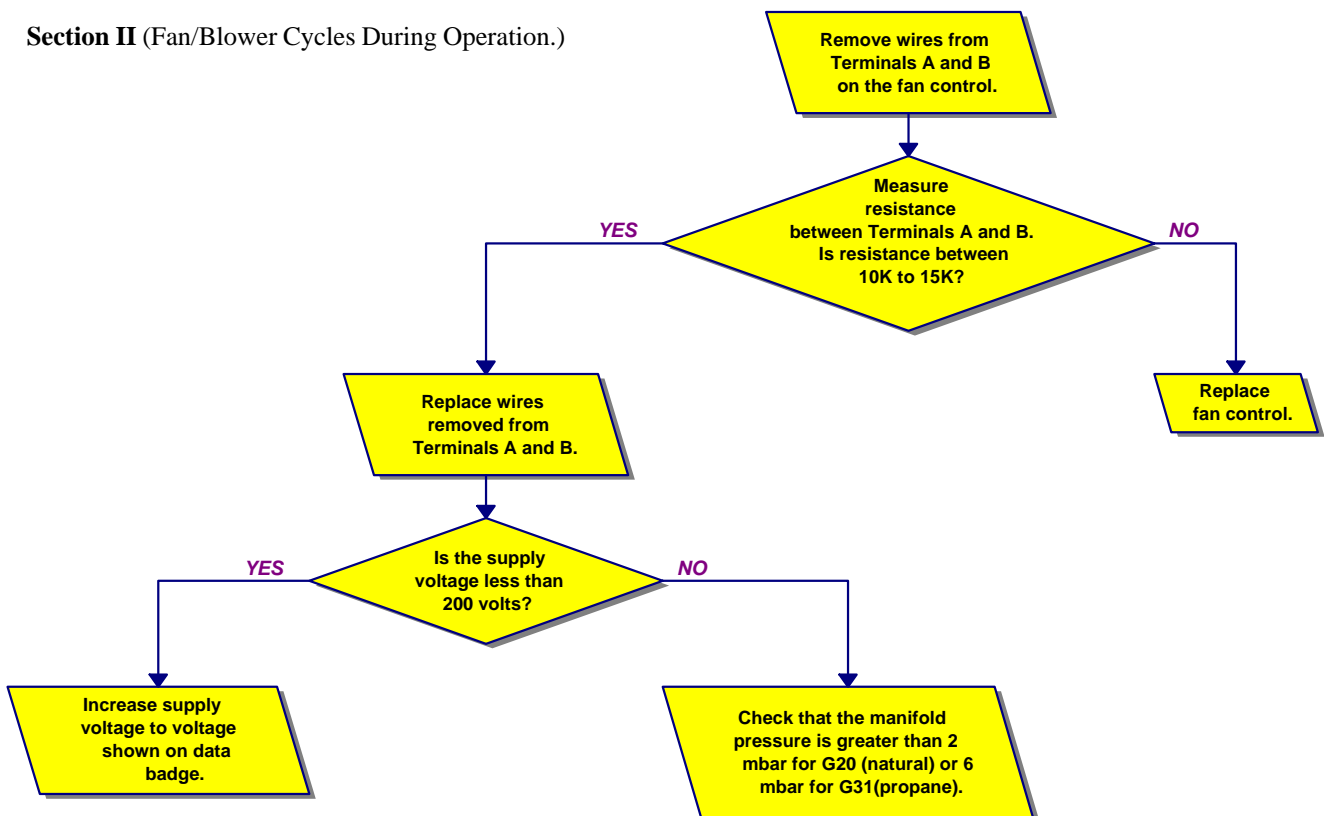 Section II (Fan/Blower Cycles During Operation.)
Remove wires from
Terminals A and B
on the fan control.
Measure
resistance
between Terminals A and B.
Is resistance between
10K to 15K?
YES
NO
Replace wires
removed from
Terminals A and B.
Replace
fan control.
Is the supply
voltage less than
200 volts?
YES
NO
Increase supply
voltage to voltage
shown on data
badge.
Check that the manifold
pressure is greater than 2
mbar for G20 (natural) or 6
mbar for G31(propane).